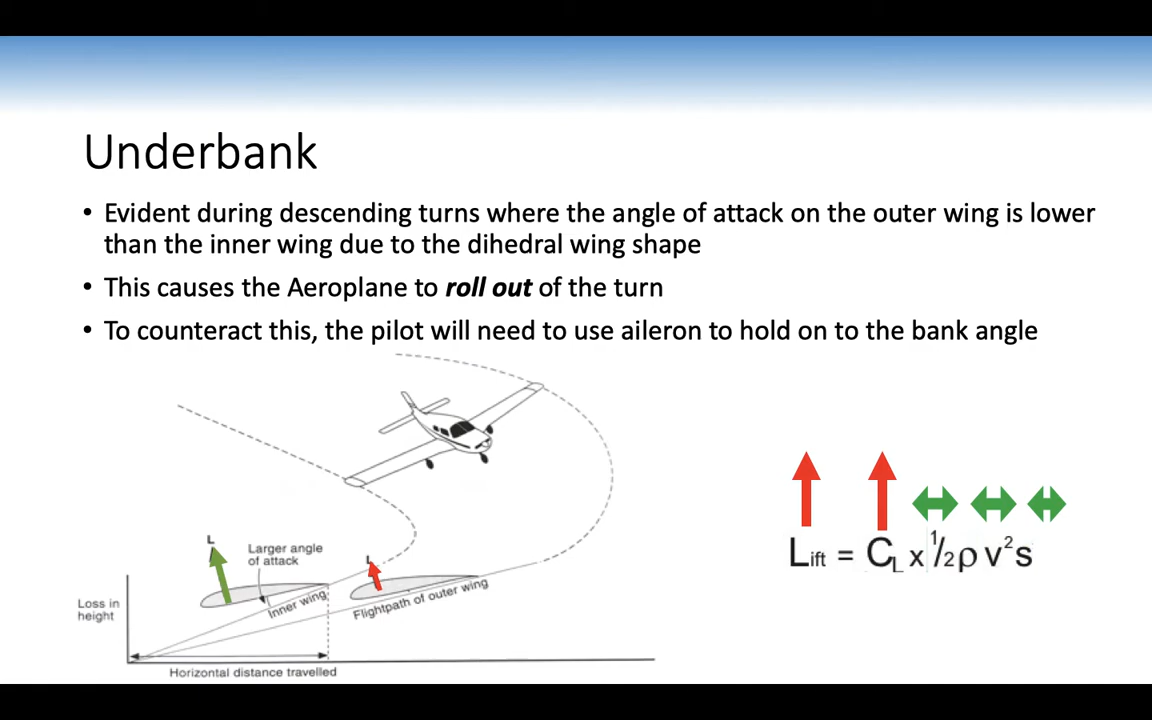 Underbank
• Evident during descending turns where the angle of attack on the outer wing is lower
than the inner wing due to the dihedral wing shape
• This causes the Aeroplane to roll out of the turn
• To counteract this, the pilot will need to use aileron to hold on to the bank angle
L
Larger angle
of attack
L
Inner wing
Flightpath of outer wing
Loss in
height
Horizontal distance travelled
Lift = CL x ½ρ v²s